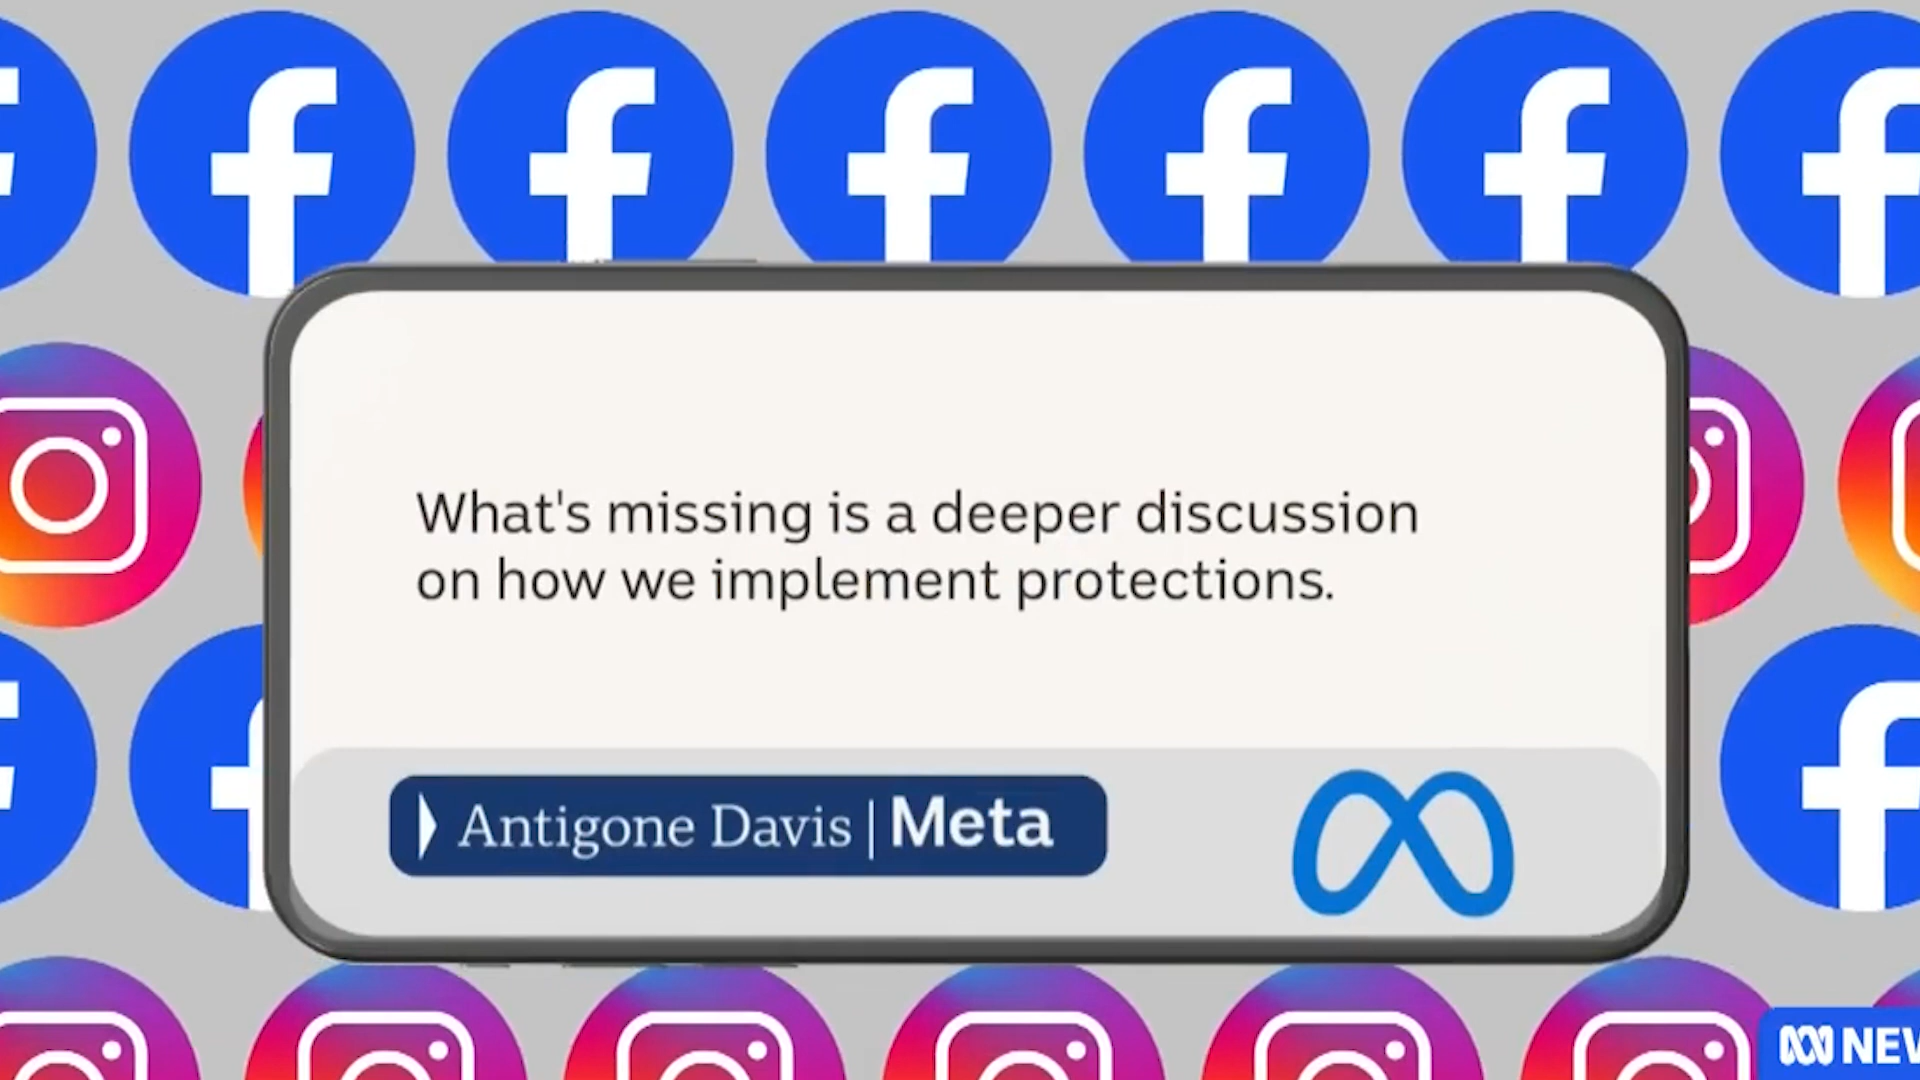 What's missing is a deeper discussion
on how we implement protections.
Antigone Davis | Meta
NEW